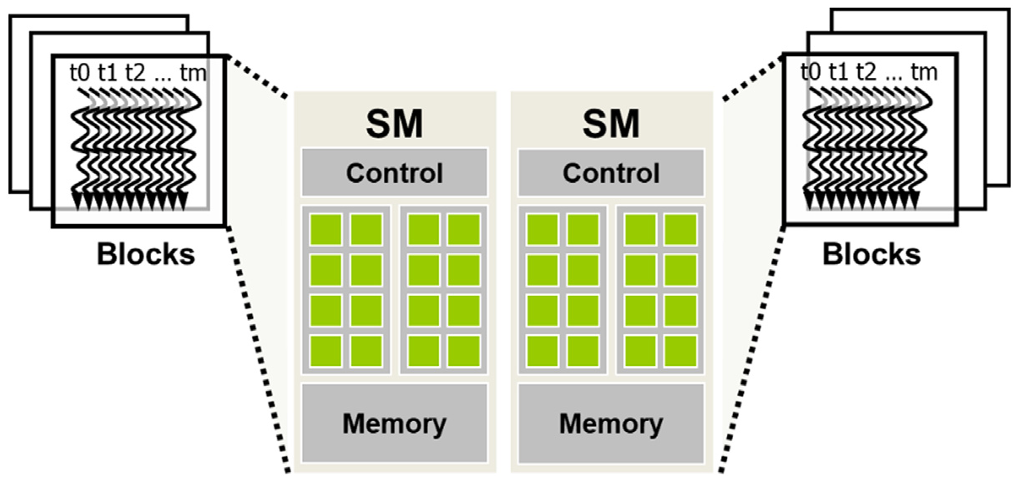 t0 t1 t2 ... tm
Blocks
SM
Control
Memory
SM
Control
Memory
t0 t1 t2 ... tm
Blocks